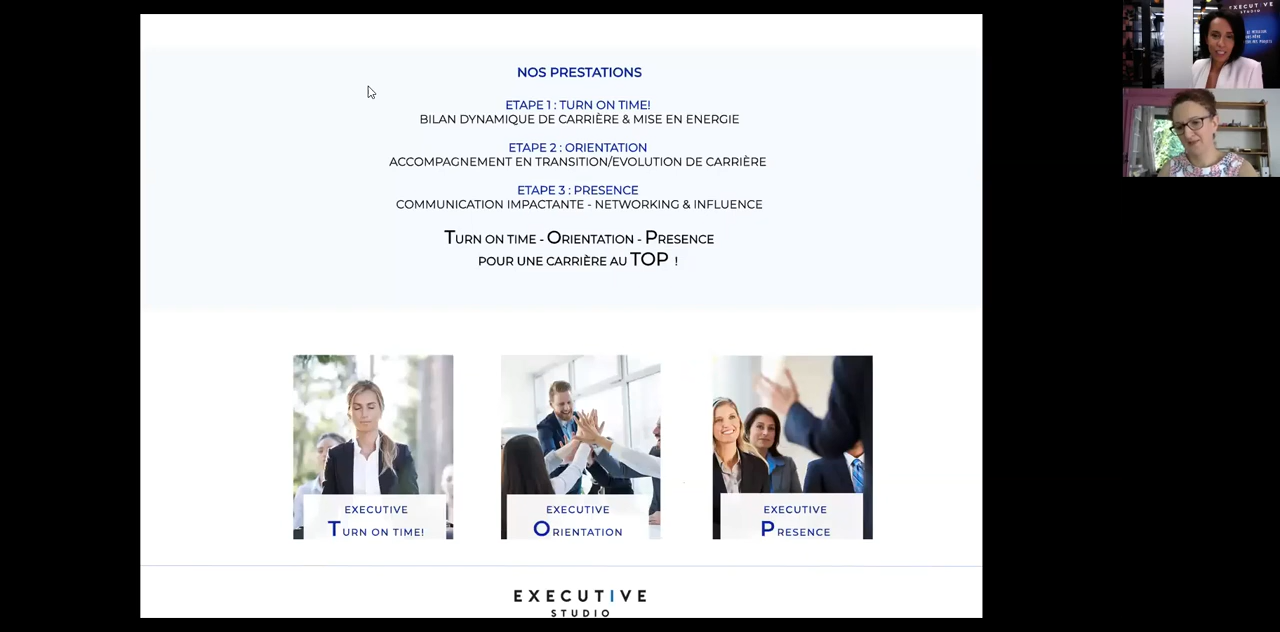 NOS PRESTATIONS
ETAPE 1 : TURN ON TIME!
BILAN DYNAMIQUE DE CARRIÈRE & MISE EN ENERGIE
ETAPE 2 : ORIENTATION
ACCOMPAGNEMENT EN TRANSITION/EVOLUTION DE CARRIÈRE
ETAPE 3 : PRESENCE
COMMUNICATION IMPACTANTE - NETWORKING & INFLUENCE
TURN ON TIME - ORIENTATION - PRESENCE
POUR UNE CARRIÈRE AU TOP !
EXECUTIVE
TURN ON TIME!
EXECUTIVE
ORIENTATION
EXECUTIVE
PRESENCE
EXECUTIVE
STUDIO
EXECUTIVE
STUDIO